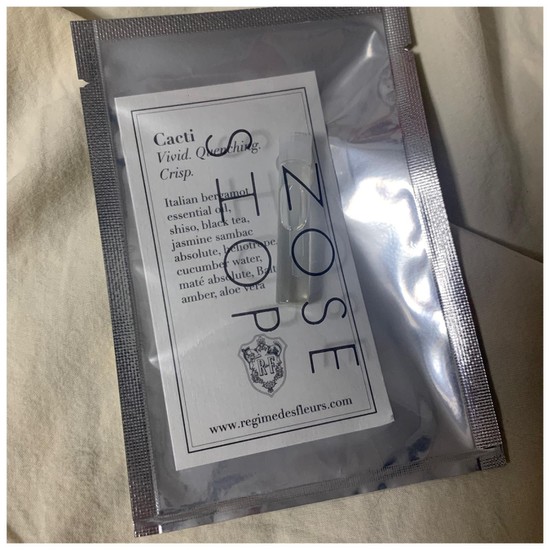 Cacti
Vivid. Quenching.
Crisp.
Italian bergamot
essential oil,
shiso, black tea,
jasmine sambac
absolute, heliotrope,
cucumber water,
maté absolute,
amber, aloe vera
RF
www.regimedesfleurs.com
ZOSE
SHOP